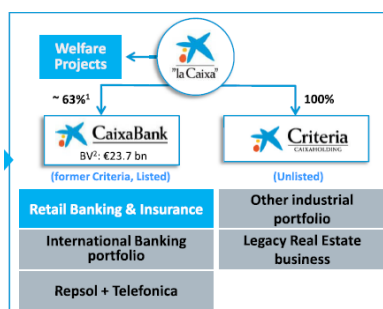 Welfare
Projects
"la Caixa"
~ 63%¹
100%
CaixaBank
BV²: €23.7 bn
Criteria
CAIXAHOLDING
(former Criteria, Listed)
(Unlisted)
Retail Banking & Insurance
Other industrial
portfolio
International Banking
portfolio
Legacy Real Estate
business
Repsol + Telefonica